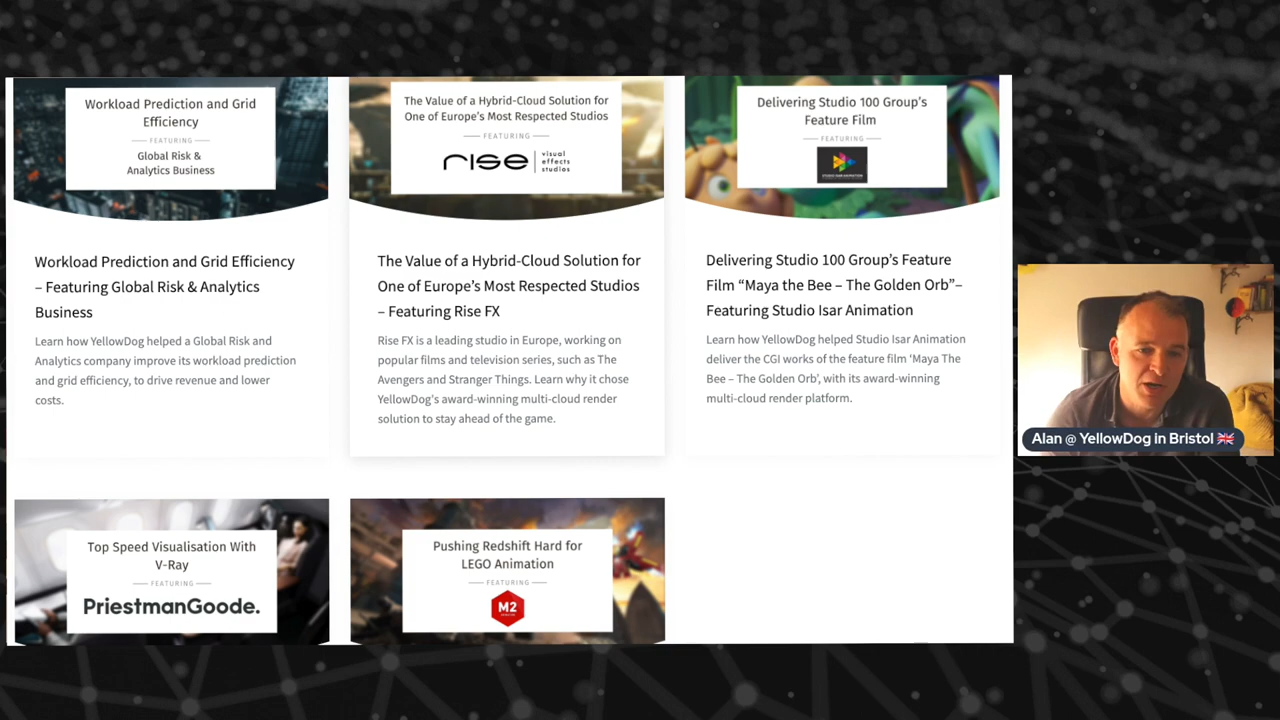 Workload Prediction and Grid
Efficiency
FEATURING
Global Risk &
Analytics Business
The Value of a Hybrid-Cloud Solution for
One of Europe's Most Respected Studios
FEATURING
rise
visual
effects
studios
Delivering Studio 100 Group's
Feature Film
FEATURING
STUDIO ISAR ANIMATION
Workload Prediction and Grid Efficiency
– Featuring Global Risk & Analytics
Business
Learn how YellowDog helped a Global Risk and
Analytics company improve its workload prediction
and grid efficiency, to drive revenue and lower
costs.
The Value of a Hybrid-Cloud Solution for
One of Europe's Most Respected Studios
– Featuring Rise FX
Rise FX is a leading studio in Europe, working on
popular films and television series, such as The
Avengers and Stranger Things. Learn why it chose
YellowDog's award-winning multi-cloud render
solution to stay ahead of the game.
Delivering Studio 100 Group's Feature
Film “Maya the Bee – The Golden Orb”–
Featuring Studio Isar Animation
Learn how YellowDog helped Studio Isar Animation
deliver the CGI works of the feature film ‘Maya The
Bee – The Golden Orb’, with its award-winning
multi-cloud render platform.
Alan @ YellowDog in Bristol 🇬🇧
Top Speed Visualisation With
V-Ray
FEATURING
PriestmanGoode.
Pushing Redshift Hard for
LEGO Animation
FEATURING
M2